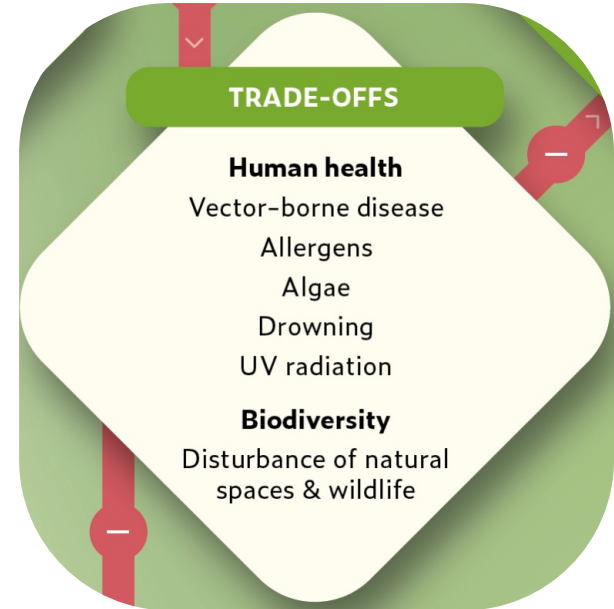 TRADE-OFFS
Human health
Vector-borne disease
Allergens
Algae
Drowning
UV radiation
Biodiversity
Disturbance of natural
spaces & wildlife